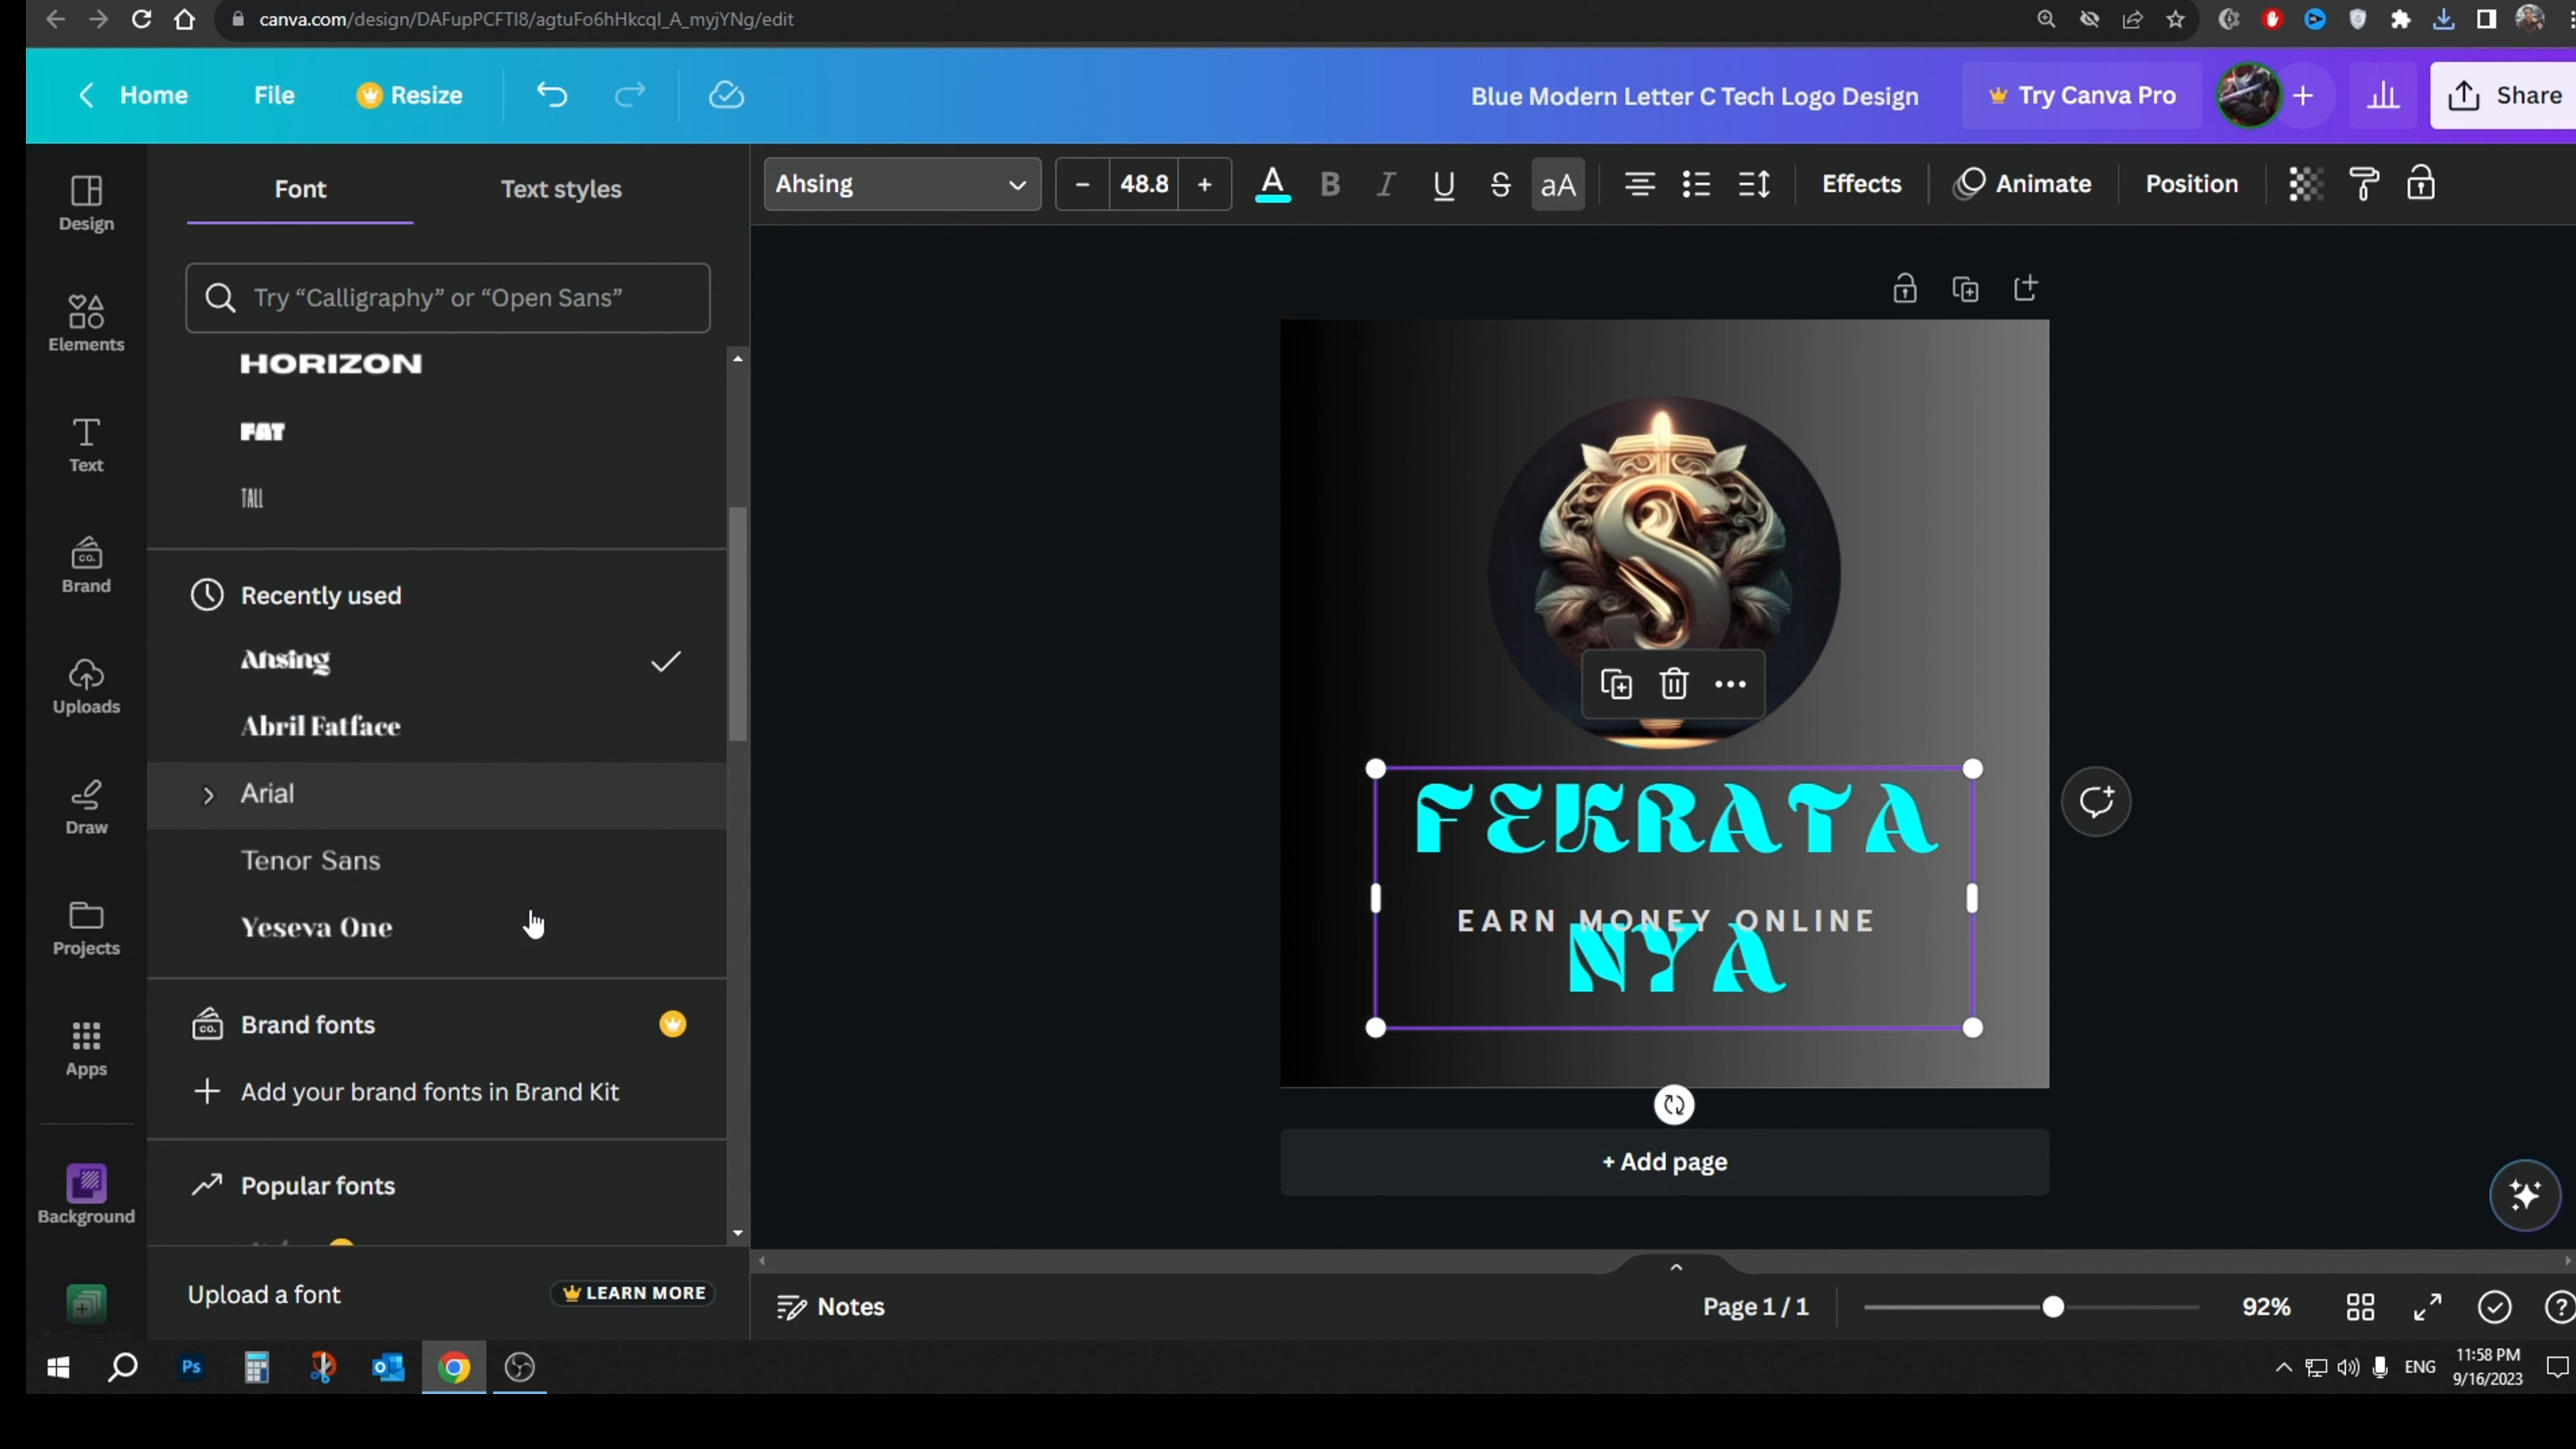 canva.com/design/DAFupPCFTI8/agtuFo6hHkcqI_A_myjYNg/edit
Home File Resize
Blue Modern Letter C Tech Logo Design
Try Canva Pro
Share
Design
Elements
Text
Brand
Uploads
Draw
Projects
Apps
Background
Font Text styles
Try “Calligraphy” or “Open Sans”
HORIZON
FAT
TALL
Recently used
Ahsing
Abril Fatface
Arial
Tenor Sans
Yeseva One
Brand fonts
Add your brand fonts in Brand Kit
Popular fonts
Upload a font
LEARN MORE
Ahsing
– 48.8 +
A B I U S aA
Effects Animate Position
S
FEKRATA
EARN MONEY ONLINE
NYA
+ Add page
Notes
Page 1 / 1
92%
Ps
ENG
11:58 PM
9/16/2023